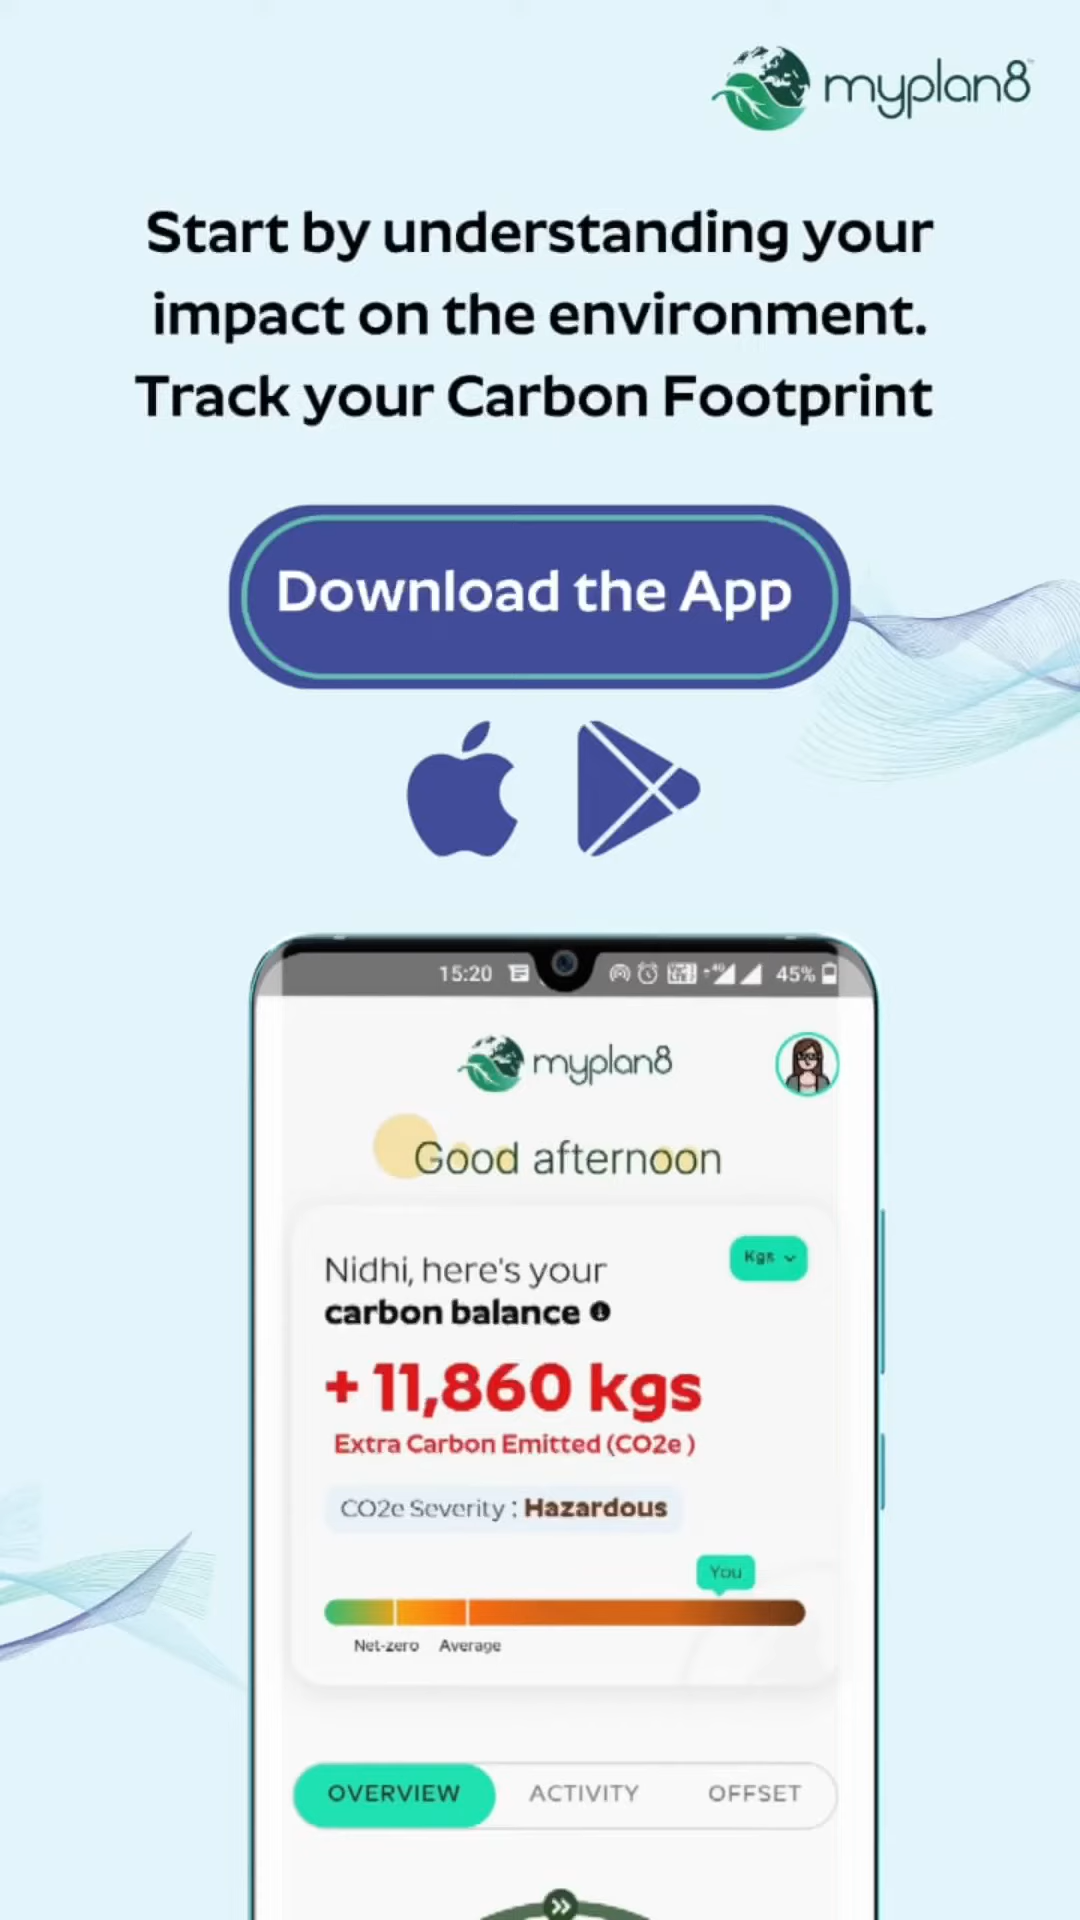 myplan8
Start by understanding your
impact on the environment.
Track your Carbon Footprint
Download the App
15:20
45%
myplan8
Good afternoon
Kgs
Nidhi, here's your
carbon balance
+ 11,860 kgs
Extra Carbon Emitted (CO2e )
CO2e Severity : Hazardous
You
Net-zero Average
OVERVIEW ACTIVITY OFFSET